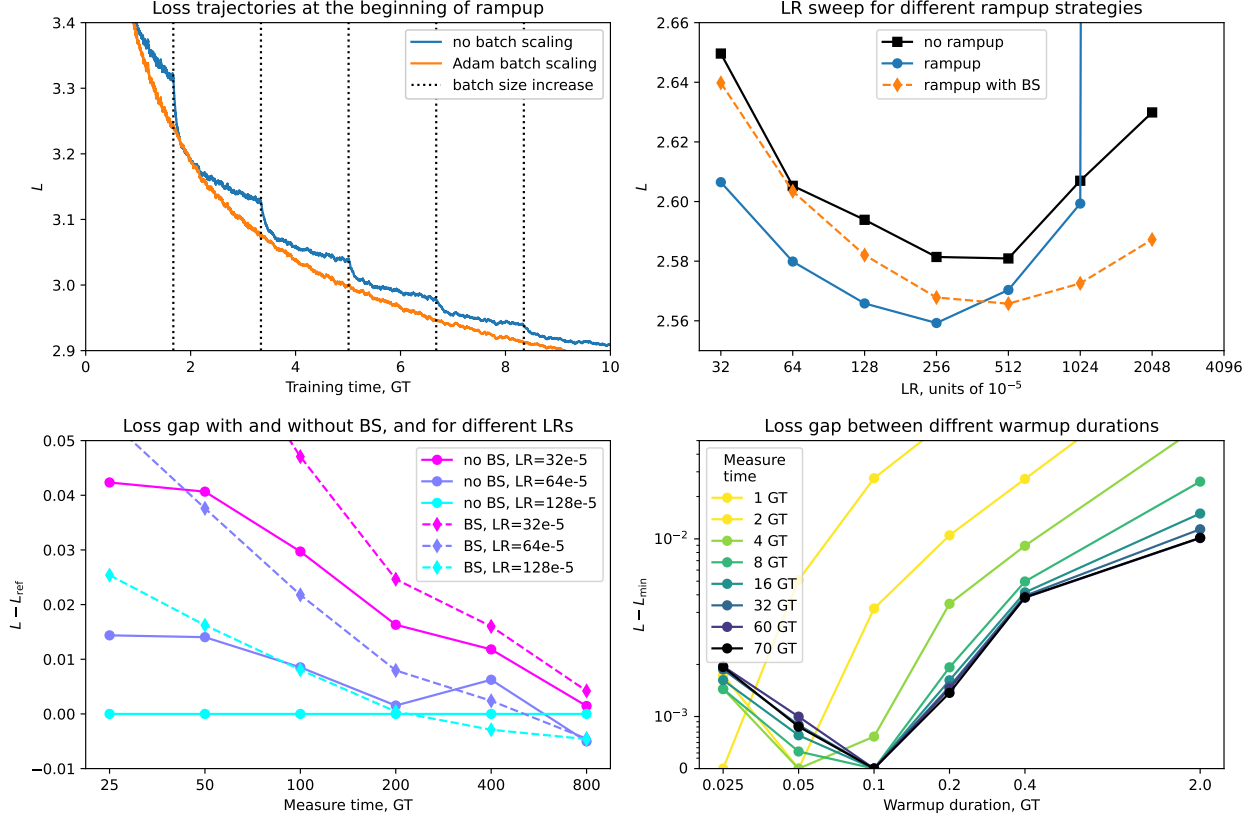 Loss trajectories at the beginning of rampup
3.4
3.3
3.2
3.1
3.0
2.9
L
no batch scaling
Adam batch scaling
batch size increase
0 2 4 6 8 10
Training time, GT
LR sweep for different rampup strategies
2.66
2.64
2.62
2.60
2.58
2.56
L
no rampup
rampup
rampup with BS
32 64 128 256 512 1024 2048 4096
LR, units of 10⁻⁵
Loss gap with and without BS, and for different LRs
0.05
0.04
0.03
0.02
0.01
0.00
−0.01
L − L_ref
no BS, LR=32e-5
no BS, LR=64e-5
no BS, LR=128e-5
BS, LR=32e-5
BS, LR=64e-5
BS, LR=128e-5
25 50 100 200 400 800
Measure time, GT
Loss gap between diffrent warmup durations
10⁻²
10⁻³
0
L − L_min
Measure
time
1 GT
2 GT
4 GT
8 GT
16 GT
32 GT
60 GT
70 GT
0.025 0.05 0.1 0.2 0.4 2.0
Warmup duration, GT